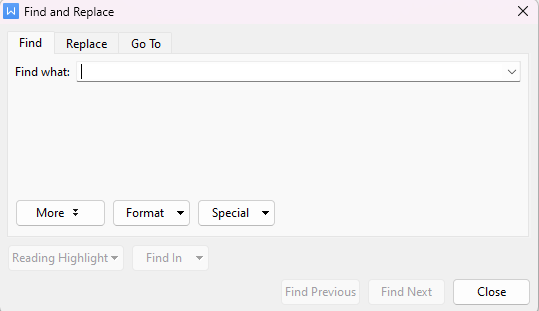 Find and Replace
Find Replace Go To
Find what:
More Format Special
Reading Highlight Find In
Find Previous Find Next Close